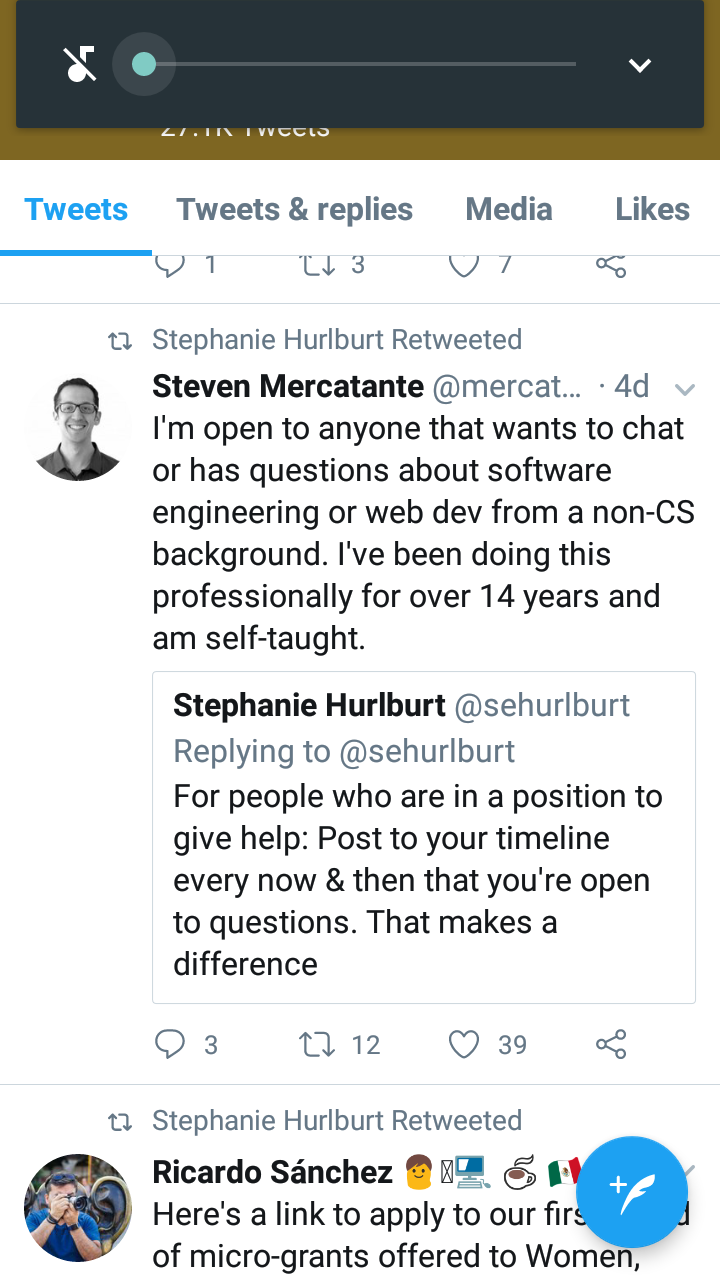 27.1K Tweets
Tweets Tweets & replies Media Likes
1 3 7
Stephanie Hurlburt Retweeted
Steven Mercatante @mercat... · 4d
I'm open to anyone that wants to chat
or has questions about software
engineering or web dev from a non-CS
background. I've been doing this
professionally for over 14 years and
am self-taught.
Stephanie Hurlburt @sehurlburt
Replying to @sehurlburt
For people who are in a position to
give help: Post to your timeline
every now & then that you're open
to questions. That makes a
difference
3 12 39
Stephanie Hurlburt Retweeted
Ricardo Sánchez
Here's a link to apply to our
of micro-grants offered to Women,